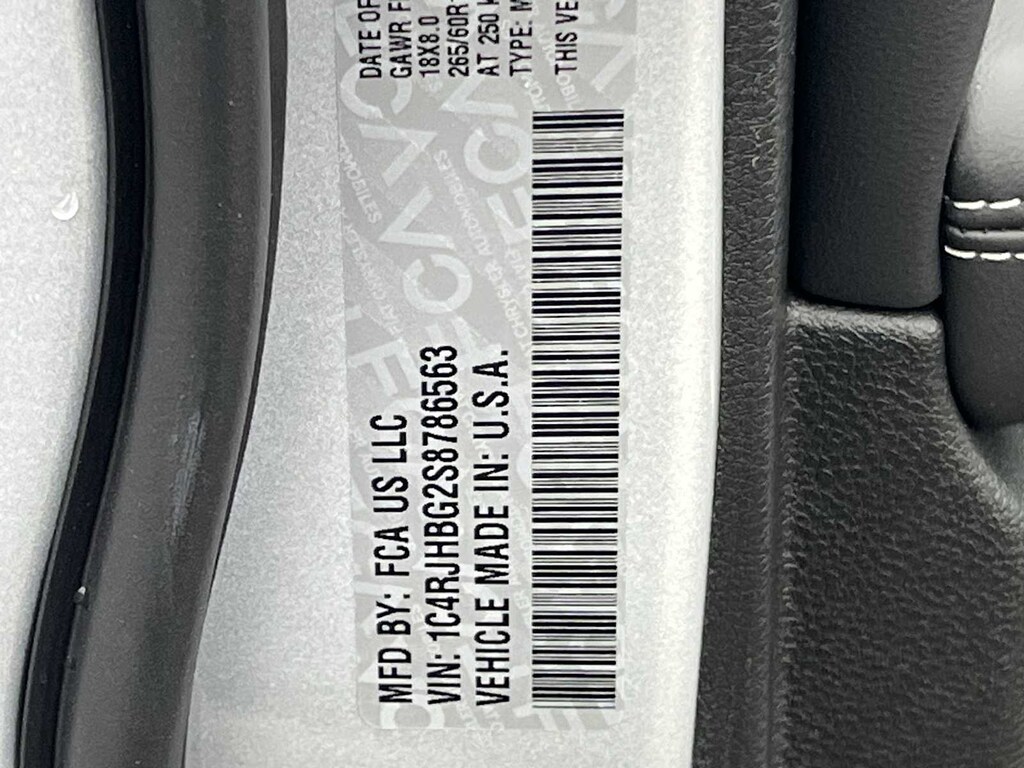 MFD BY: FCA US LLC
DATE OF
VIN: 1C4RJHBG2S8786563
GAWR F
18X8.0
VEHICLE MADE IN: U.S.A.
265/60R
AT 250
TYPE: M
THIS VE